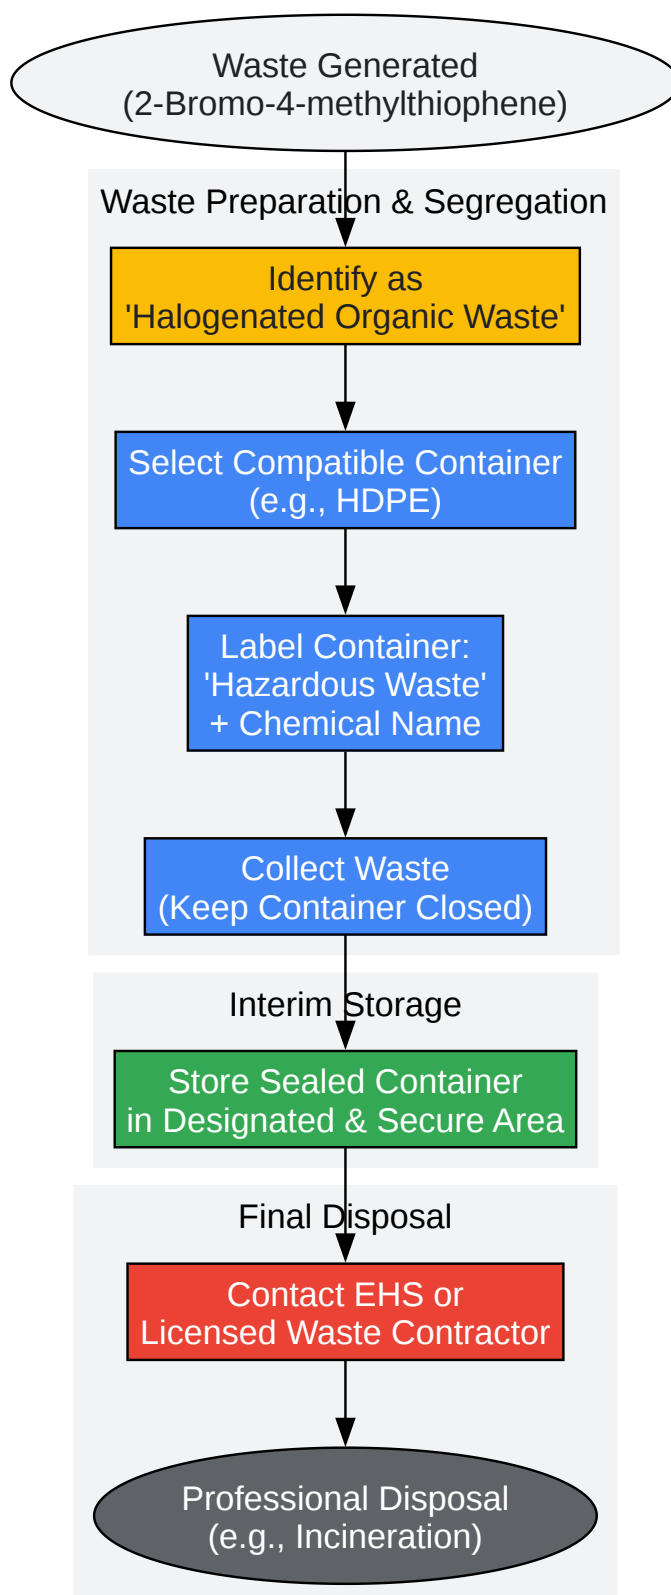 Waste Generated
(2-Bromo-4-methylthiophene)
Waste Preparation & Segregation
Identify as
'Halogenated Organic Waste'
Select Compatible Container
(e.g., HDPE)
Label Container:
'Hazardous Waste'
+ Chemical Name
Collect Waste
(Keep Container Closed)
Interim Storage
Store Sealed Container
in Designated & Secure Area
Final Disposal
Contact EHS or
Licensed Waste Contractor
Professional Disposal
(e.g., Incineration)